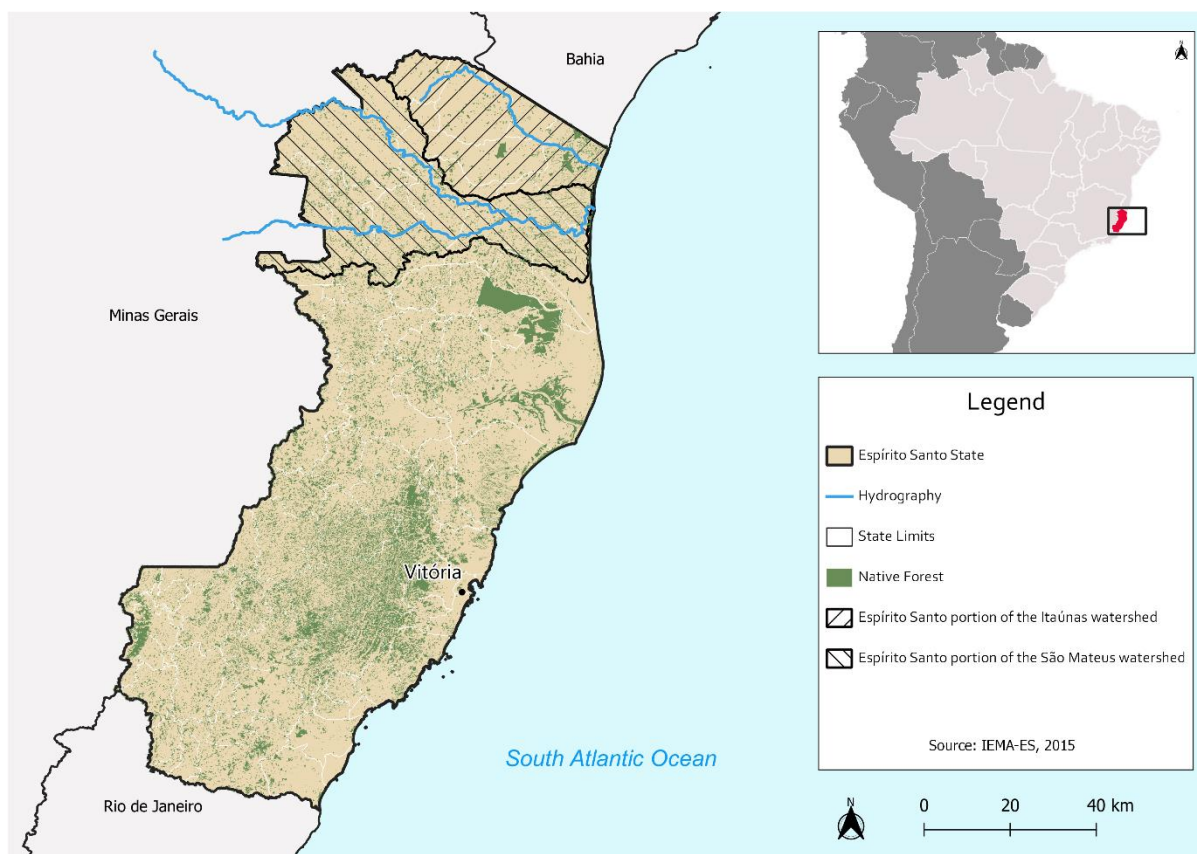 Bahia
Minas Gerais
Vitória
South Atlantic Ocean
Rio de Janeiro
Legend
Espírito Santo State
Hydrography
State Limits
Native Forest
Espírito Santo portion of the Itaúnas watershed
Espírito Santo portion of the São Mateus watershed
Source: IEMA-ES, 2015
N
0 20 40 km